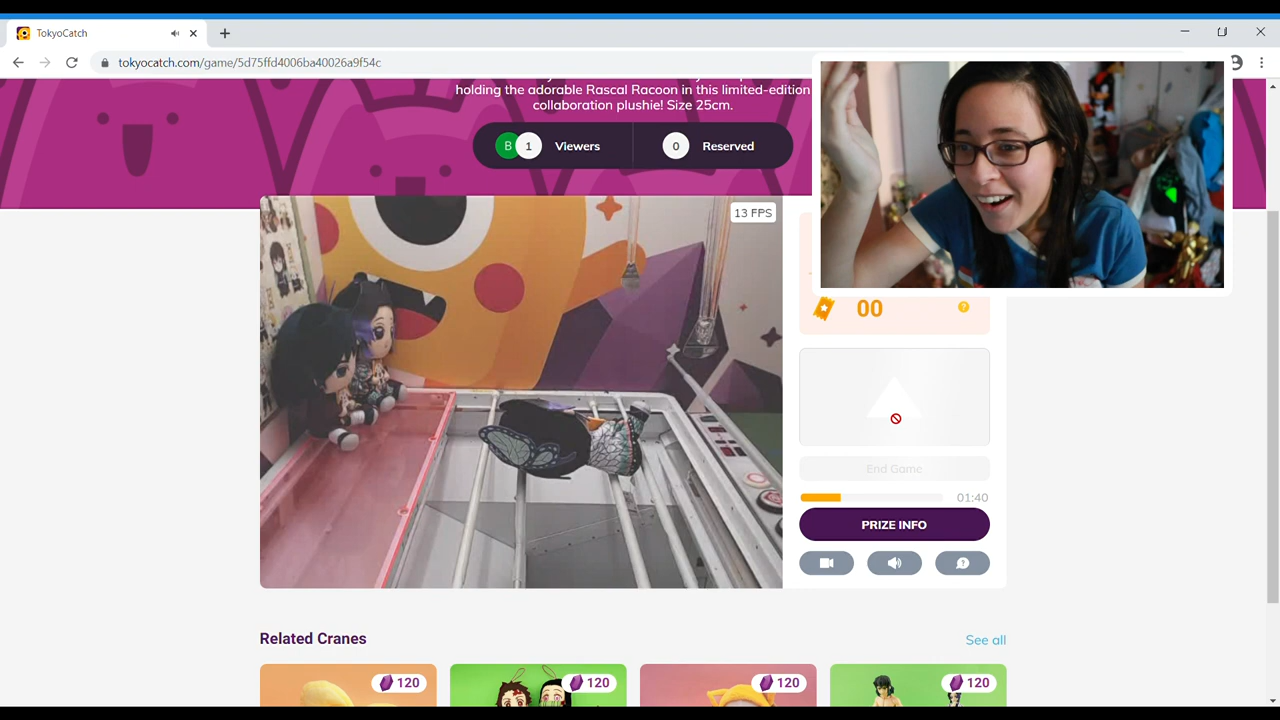 TokyoCatch
tokyocatch.com/game/5d75ffd4006ba40026a9f54c
holding the adorable Rascal Racoon in this limited-edition
collaboration plushie! Size 25cm.
B 1 Viewers
0 Reserved
13 FPS
00
?
End Game
01:40
PRIZE INFO
Related Cranes
See all
120
120
120
120